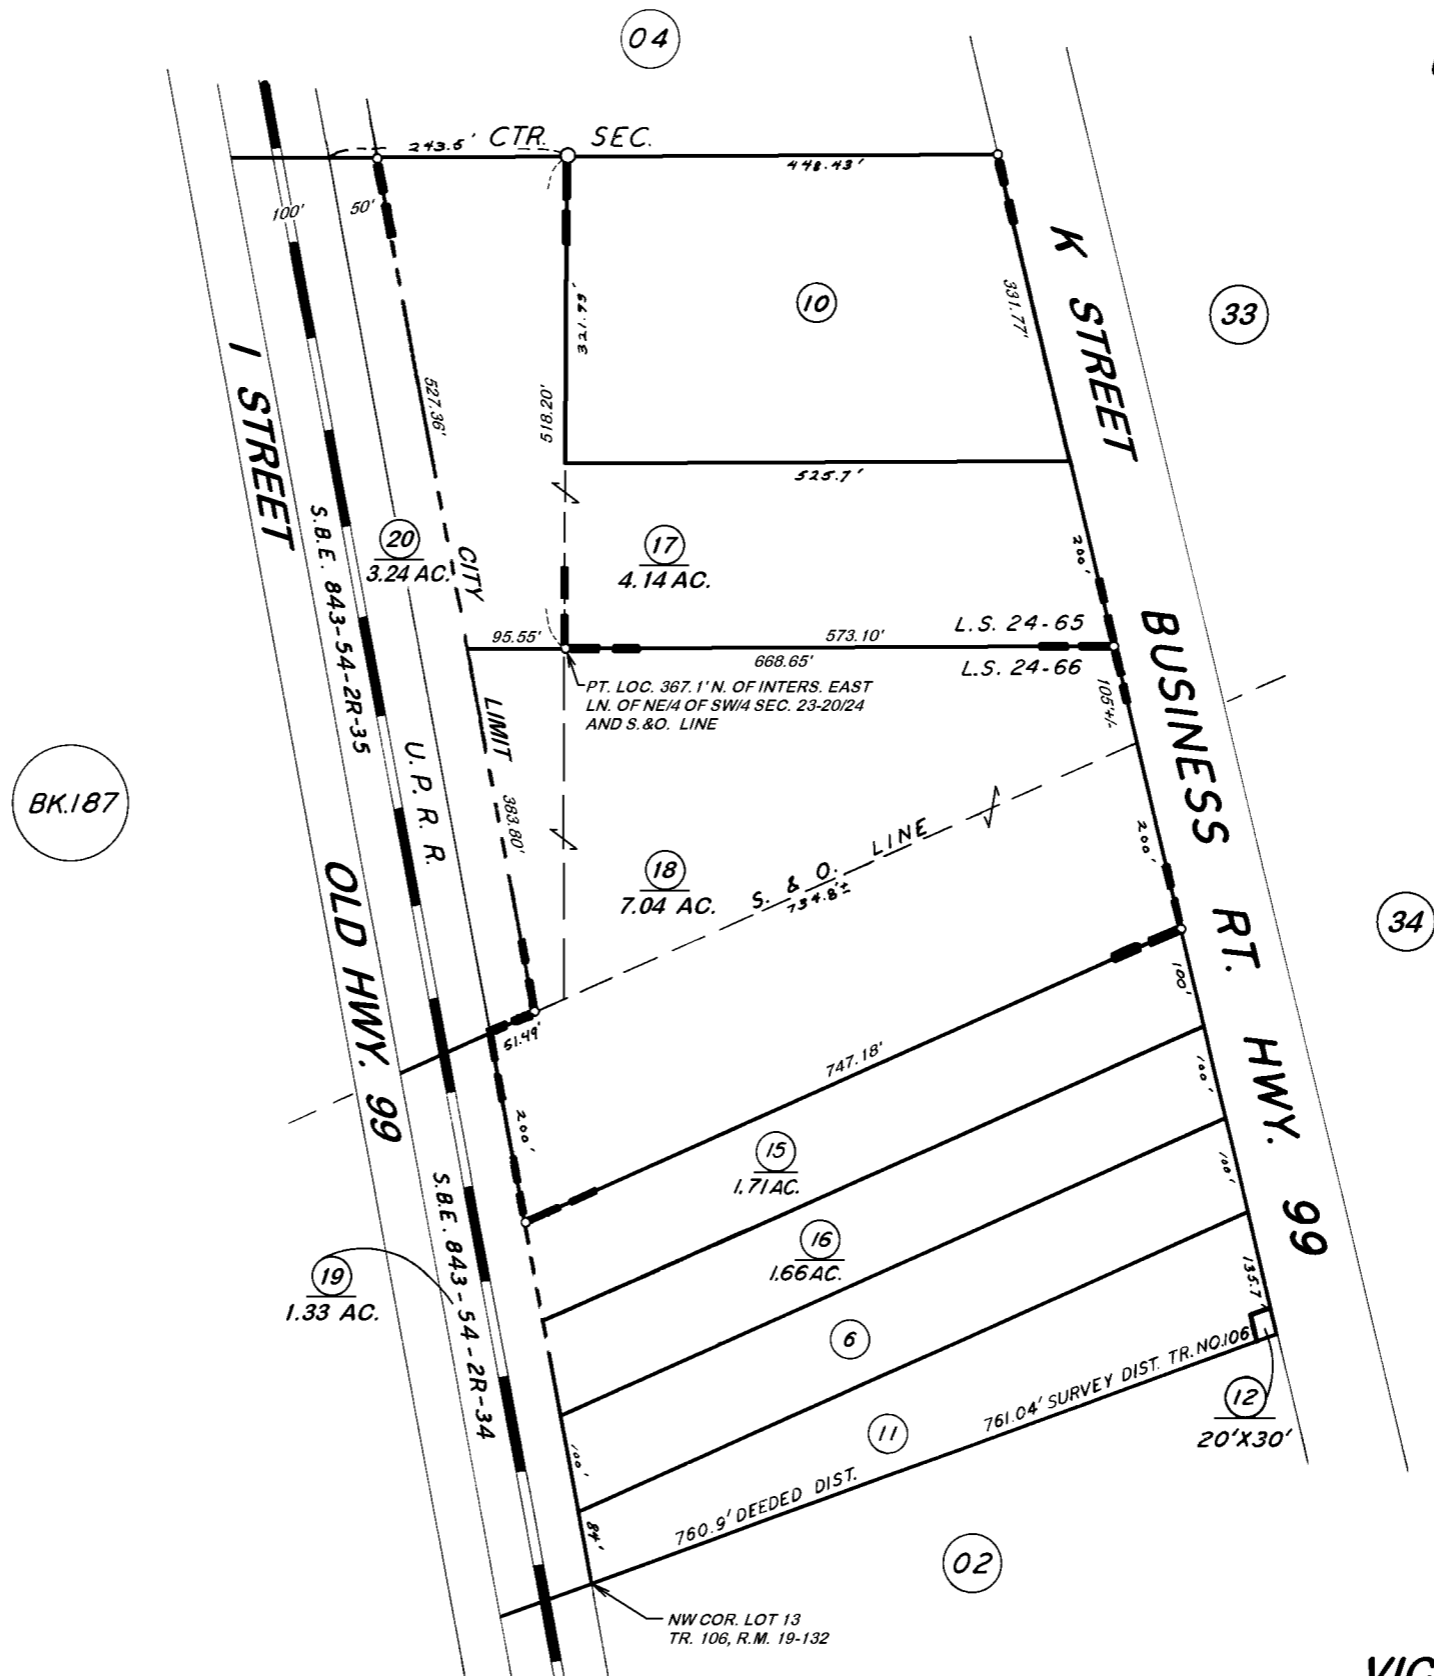 04
243.5' CTR. SEC.
448.43'
100'
50'
K STREET
331.77'
33
10
321.93'
518.20'
527.36'
I STREET
525.7'
S.B.E. 843-54-2R-35
20
3.24 AC.
CITY
LIMIT
17
4.14 AC.
200'
95.55'
573.10'
L.S. 24-65
668.65'
L.S. 24-66
105'+/-
PT. LOC. 367.1' N. OF INTERS. EAST
LN. OF NE/4 OF SW/4 SEC. 23-20/24
AND S.&O. LINE
BUSINESS RT. HWY. 99
U.P.R.R.
BK.187
383.80'
S. & O. LINE
734.8'±
18
7.04 AC.
200'
34
OLD HWY. 99
100'
51.49'
747.18'
100'
200'
15
1.71 AC.
100'
16
1.66 AC.
S.B.E. 843-54-2R-34
19
1.33 AC.
135.7'
6
761.04' SURVEY DIST. TR. NO.106
12
20'X30'
11
100'
760.9' DEEDED DIST.
84'
02
NW COR. LOT 13
TR. 106, R.M. 19-132